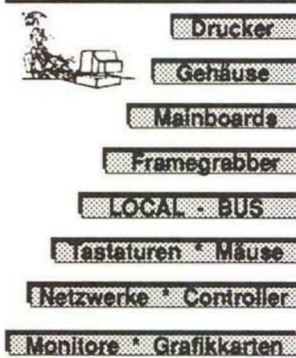 Drucker
Gehäuse
Mainboards
Framegrabber
LOCAL - BUS
Tastaturen * Mäuse
Netzwerke * Controller
Monitore * Grafikkarten